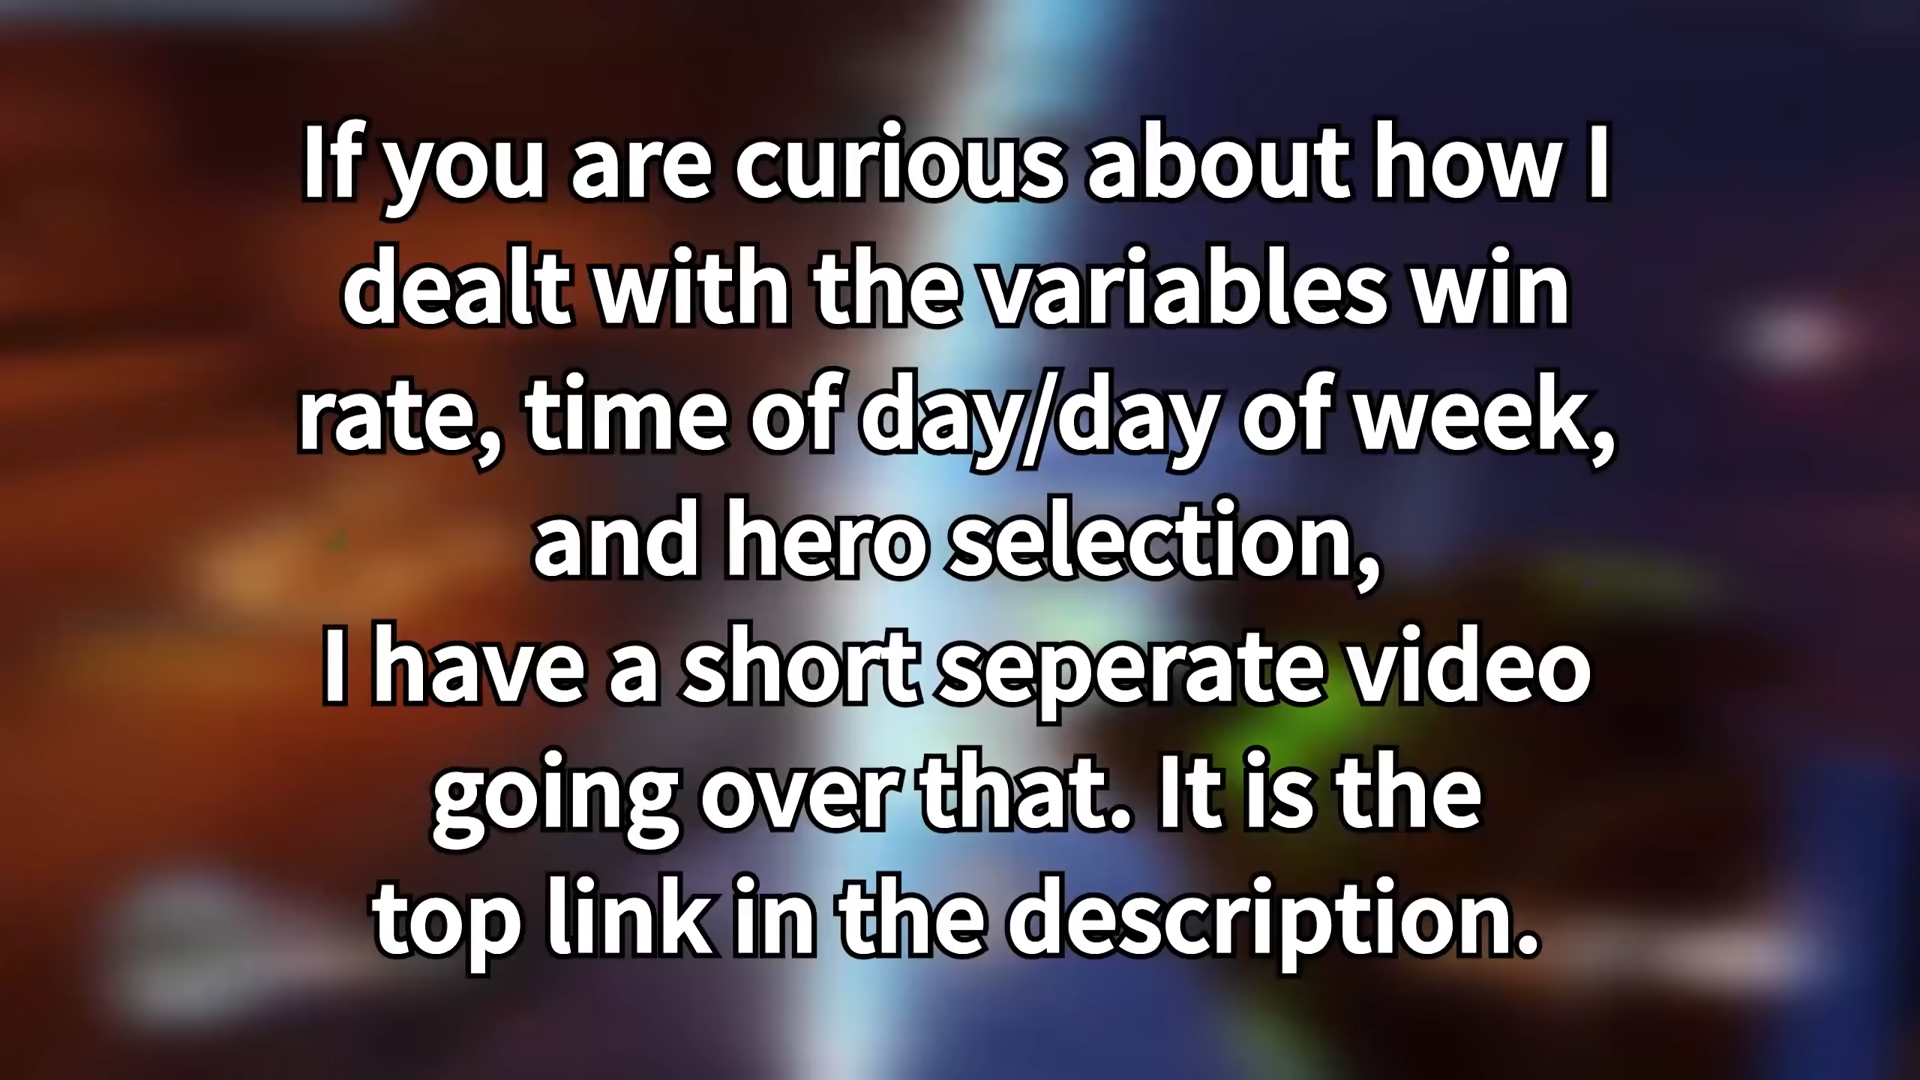 If you are curious about how I
dealt with the variables win
rate, time of day/day of week,
and hero selection,
I have a short seperate video
going over that. It is the
top link in the description.